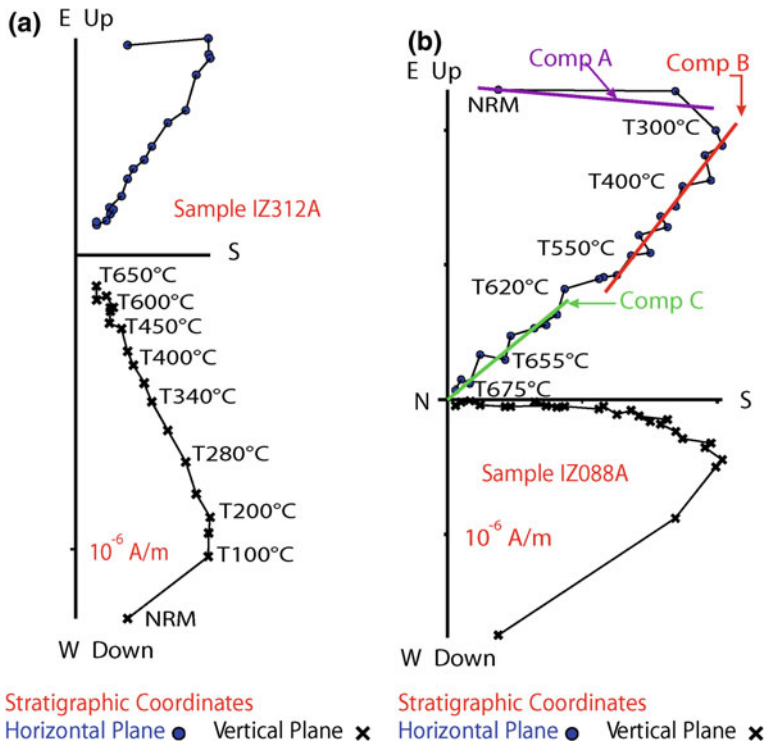 (a)
E Up
Sample IZ312A
S
T650°C
T600°C
T450°C
T400°C
T340°C
T280°C
T200°C
10⁻⁶ A/m
T100°C
NRM
W Down
Stratigraphic Coordinates
Horizontal Plane Vertical Plane
(b)
E Up
Comp A
Comp B
NRM
T300°C
T400°C
T550°C
T620°C
Comp C
T655°C
T675°C
N
S
Sample IZ088A
10⁻⁶ A/m
W Down
Stratigraphic Coordinates
Horizontal Plane Vertical Plane